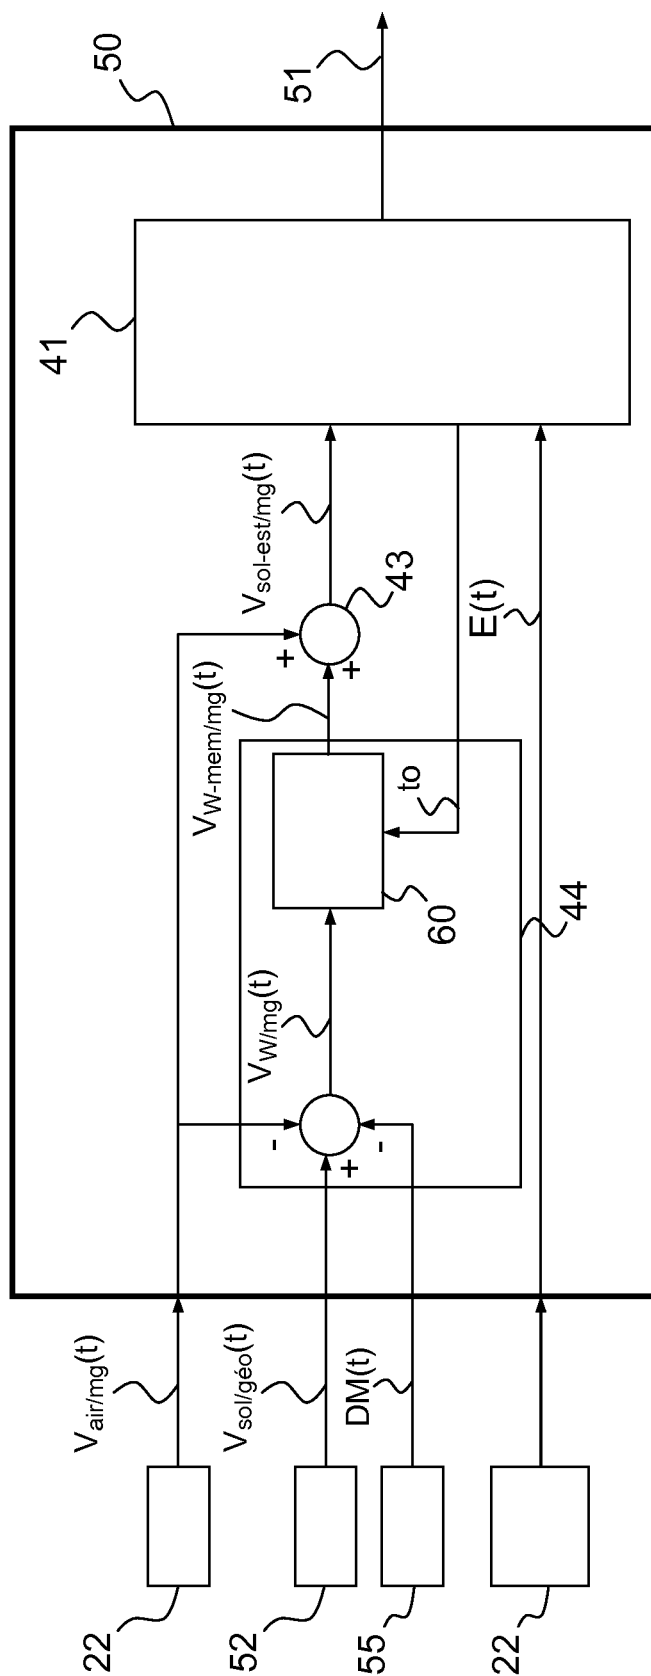 50
51
41
V_air/mg(t)
V_sol-est/mg(t)
+
+
43
V_W-mem/mg(t)
V_W/mg(t)
60
to
E(t)
-
+
-
44
V_sol/géo(t)
DM(t)
22
52
55
22